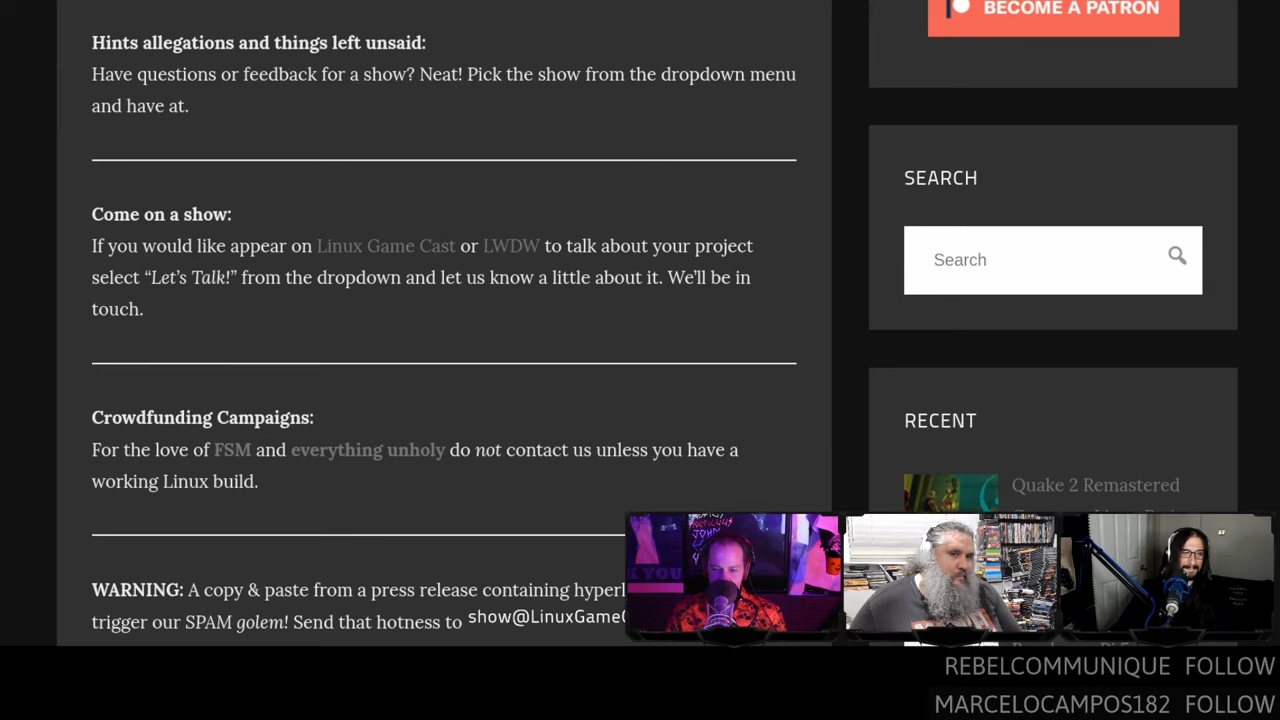 BECOME A PATRON
Hints allegations and things left unsaid:
Have questions or feedback for a show? Neat! Pick the show from the dropdown menu
and have at.
SEARCH
Search
Come on a show:
If you would like appear on Linux Game Cast or LWDW to talk about your project
select “Let’s Talk!” from the dropdown and let us know a little about it. We’ll be in
touch.
Crowdfunding Campaigns:
For the love of FSM and everything unholy do not contact us unless you have a
working Linux build.
RECENT
Quake 2 Remastered
WARNING: A copy & paste from a press release containing
trigger our SPAM golem! Send that hotness to
REBELCOMMUNIQUE FOLLOW
MARCELOCAMPOS182 FOLLOW